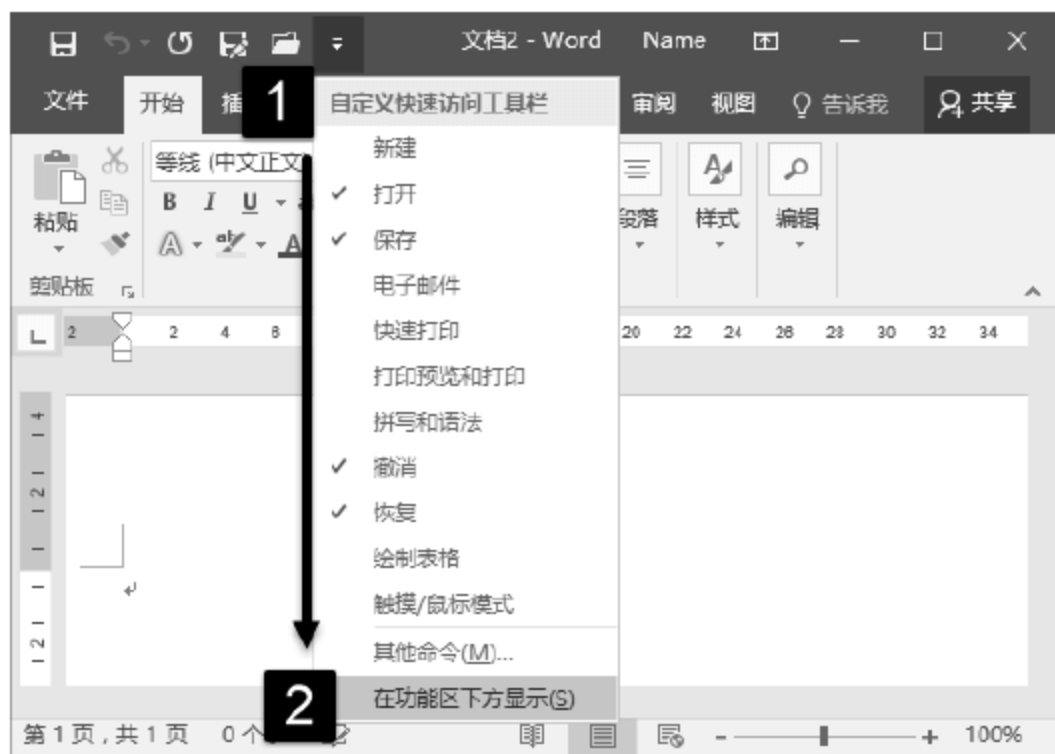 文档2 - Word Name
文件 开始 插 审阅 视图 告诉我 共享
1
自定义快速访问工具栏
新建
打开
保存
电子邮件
快速打印
打印预览和打印
拼写和语法
撤消
恢复
绘制表格
触摸/鼠标模式
其他命令(M)...
在功能区下方显示(S)
2
等线 (中文正文)
B I U
A A
粘贴
剪贴板
段落 样式 编辑
L 2 2 4 6 20 22 24 26 28 30 32 34
4
2
2
第1页,共1页 0个 100%